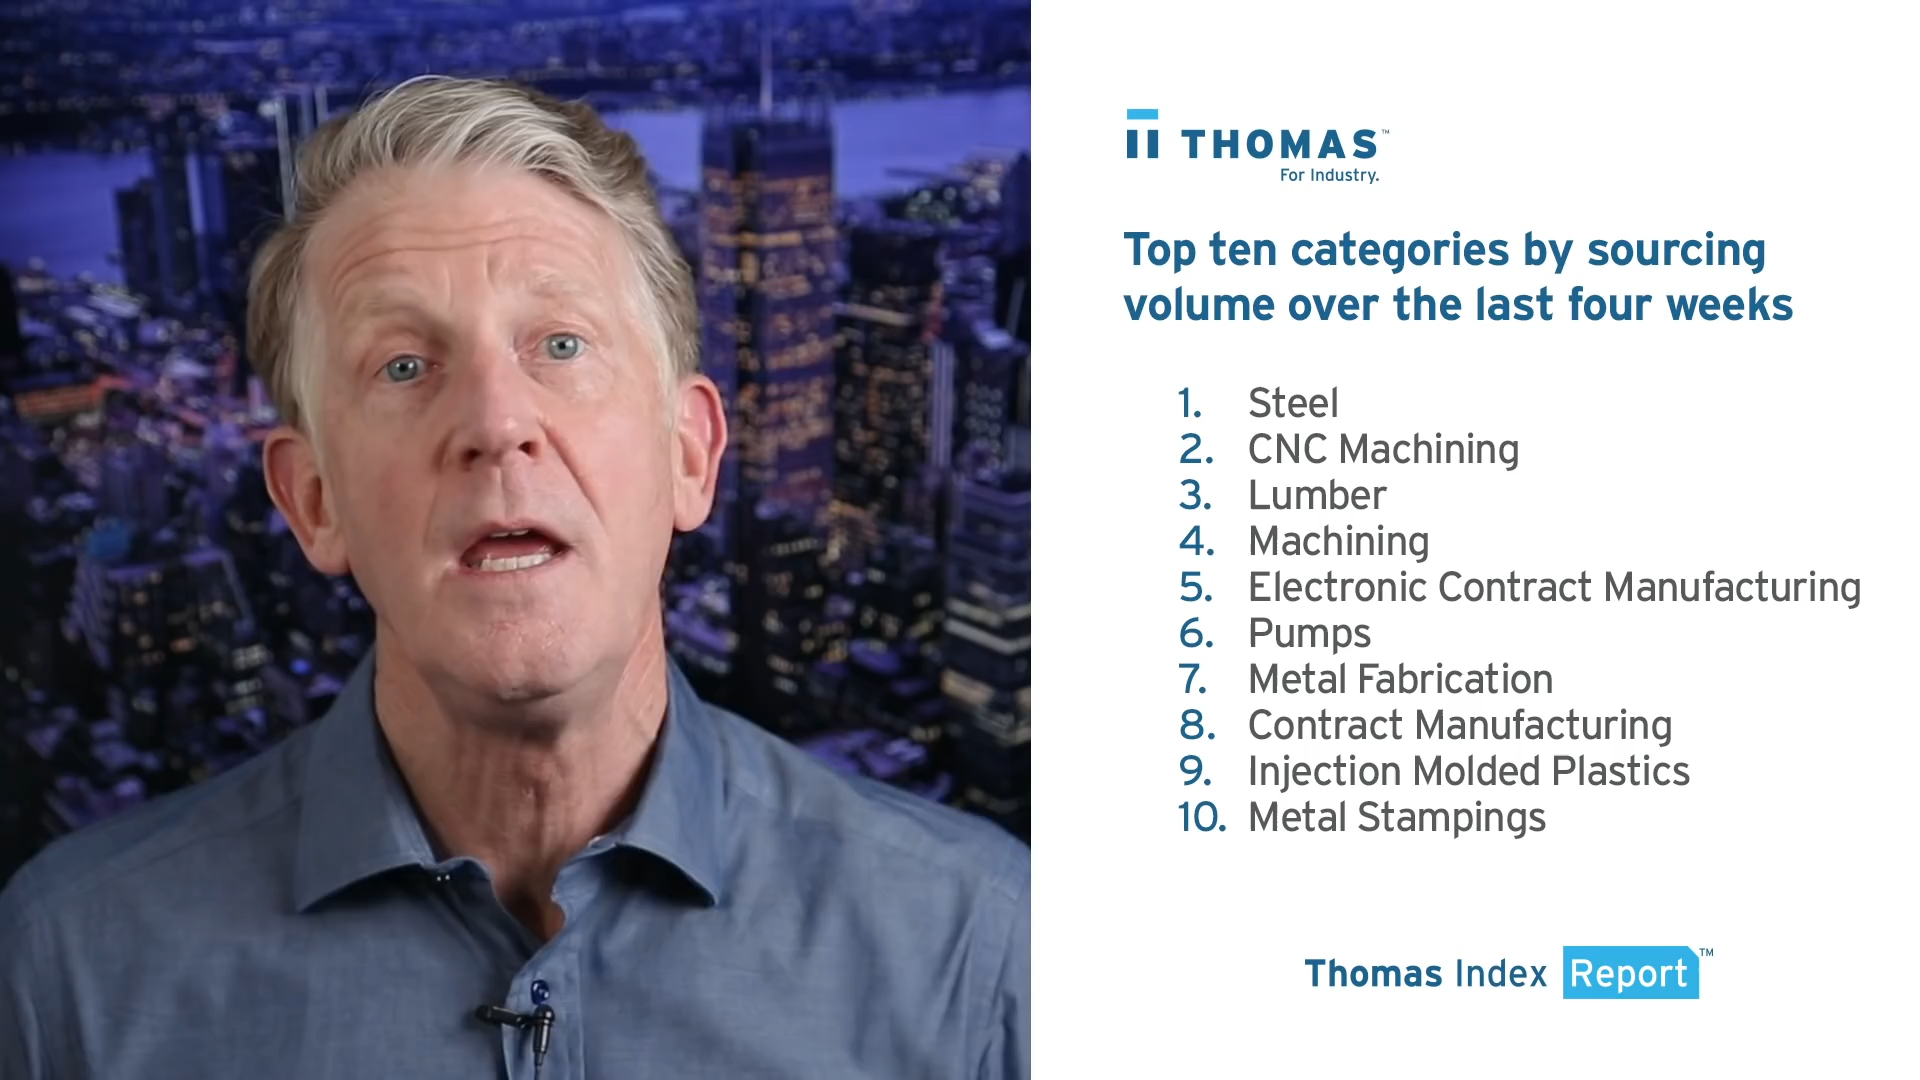 THOMAS™
For Industry.
Top ten categories by sourcing
volume over the last four weeks
1. Steel
2. CNC Machining
3. Lumber
4. Machining
5. Electronic Contract Manufacturing
6. Pumps
7. Metal Fabrication
8. Contract Manufacturing
9. Injection Molded Plastics
10. Metal Stampings
Thomas Index Report™